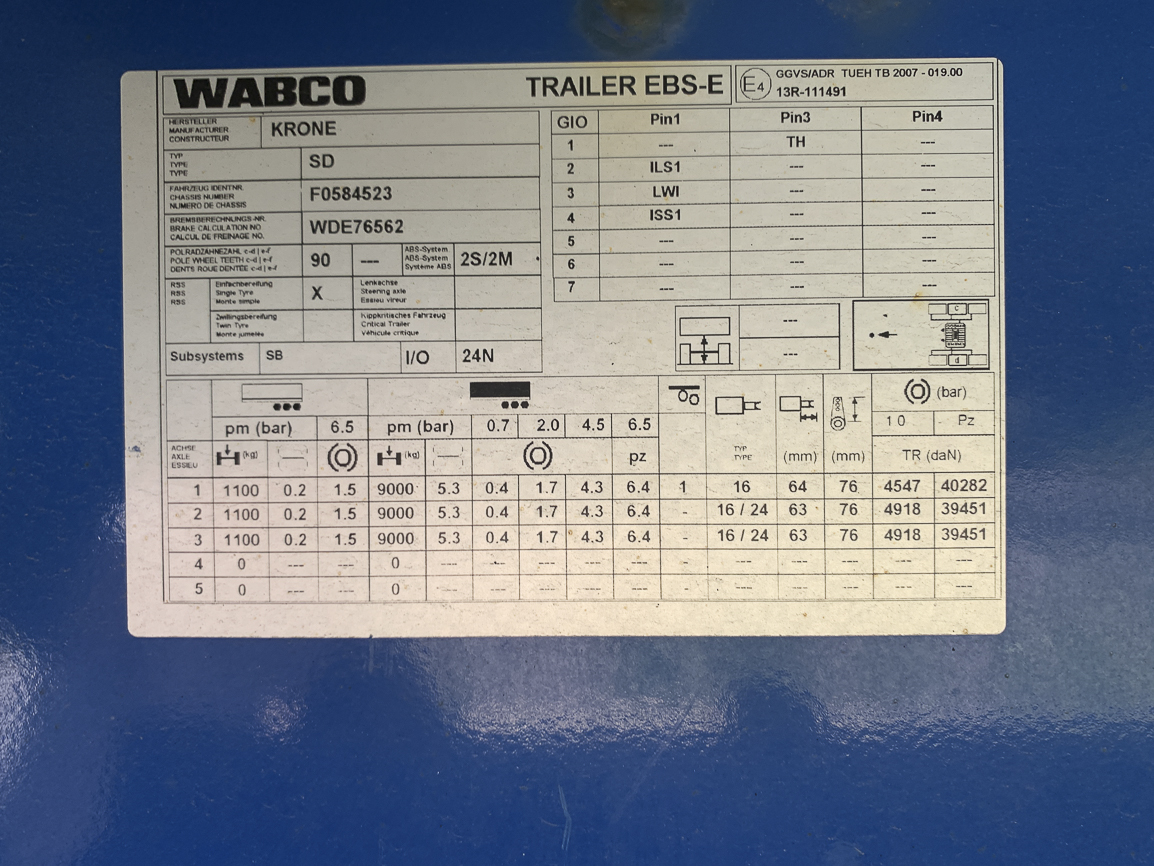 WABCO TRAILER EBS-E E4 GGVS/ADR TUEH TB 2007 - 019.00
13R-111491
HERSTELLER
MANUFACTURER
CONSTRUCTEUR
KRONE
TYP
TYPE
TYPE
SD
FAHRZEUG IDENTNR.
CHASSIS NUMBER
NUMERO DE CHASSIS
F0584523
BREMSBERECHNUNGS-NR.
BRAKE CALCULATION NO.
CALCUL DE FREINAGE NO.
WDE76562
POLRADZAHNEZAHL c-d | e-f
POLE WHEEL TEETH c-d | e-f
DENTS ROUE DENTEE c-d | e-f
90 ---
ABS-System
ABS-System
Systeme ABS
2S/2M
RSS
RSS
RSS
Einfachbereifung
Single Tyre
Monte simple
X
Lenkachse
Steering axle
Essieu vireur
Zwillingsbereifung
Twin Tyre
Monte jumelée
Kippkritisches Fahrzeug
Critical Trailer
Véhicule critique
Subsystems SB I/O 24N
GIO Pin1 Pin3 Pin4
1 --- TH ---
2 ILS1 --- ---
3 LWI --- ---
4 ISS1 --- ---
5 --- --- ---
6 --- --- ---
7 --- --- ---
---
---
c
d
pm (bar) 6.5 pm (bar) 0.7 2.0 4.5 6.5
(bar)
1 0 Pz
ACHSE
AXLE
ESSIEU
(kg) (kg) pz
TYP
TYPE
(mm) (mm) TR (daN)
1 1100 0.2 1.5 9000 5.3 0.4 1.7 4.3 6.4 1 16 64 76 4547 40282
2 1100 0.2 1.5 9000 5.3 0.4 1.7 4.3 6.4 - 16 / 24 63 76 4918 39451
3 1100 0.2 1.5 9000 5.3 0.4 1.7 4.3 6.4 - 16 / 24 63 76 4918 39451
4 0 --- --- 0 --- --- --- --- --- --- --- --- --- --- ---
5 0 --- --- 0 --- --- --- --- --- --- --- --- --- --- ---